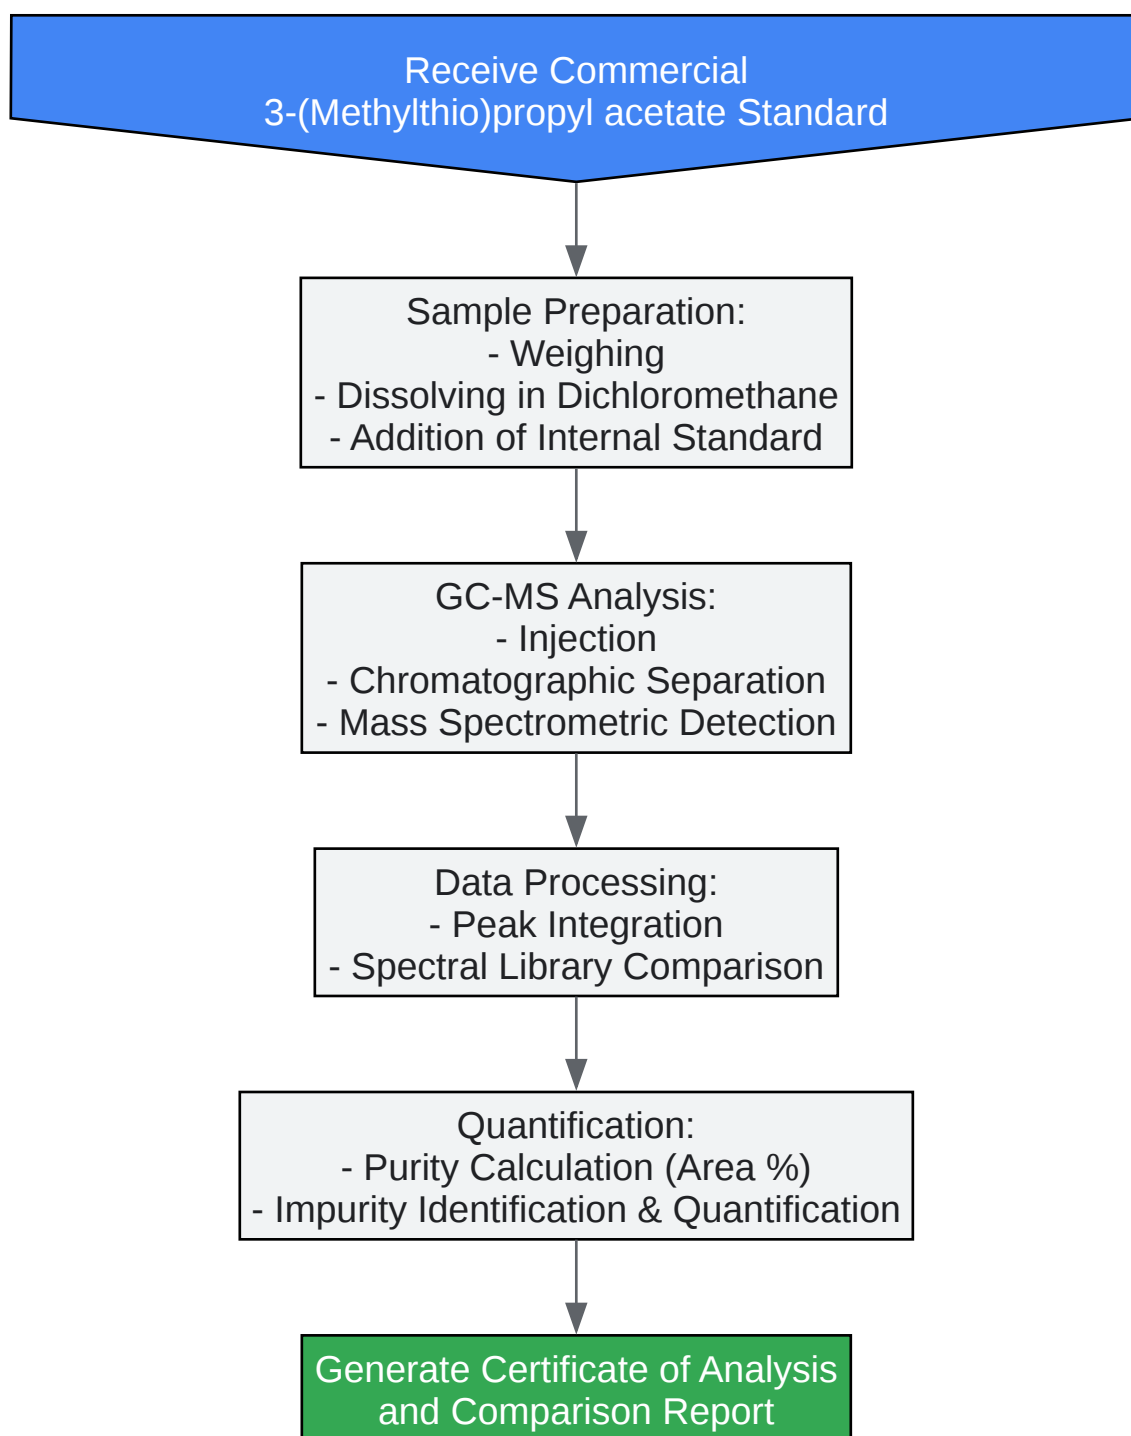 Receive Commercial
3-(Methylthio)propyl acetate Standard
Sample Preparation:
- Weighing
- Dissolving in Dichloromethane
- Addition of Internal Standard
GC-MS Analysis:
- Injection
- Chromatographic Separation
- Mass Spectrometric Detection
Data Processing:
- Peak Integration
- Spectral Library Comparison
Quantification:
- Purity Calculation (Area %)
- Impurity Identification & Quantification
Generate Certificate of Analysis
and Comparison Report